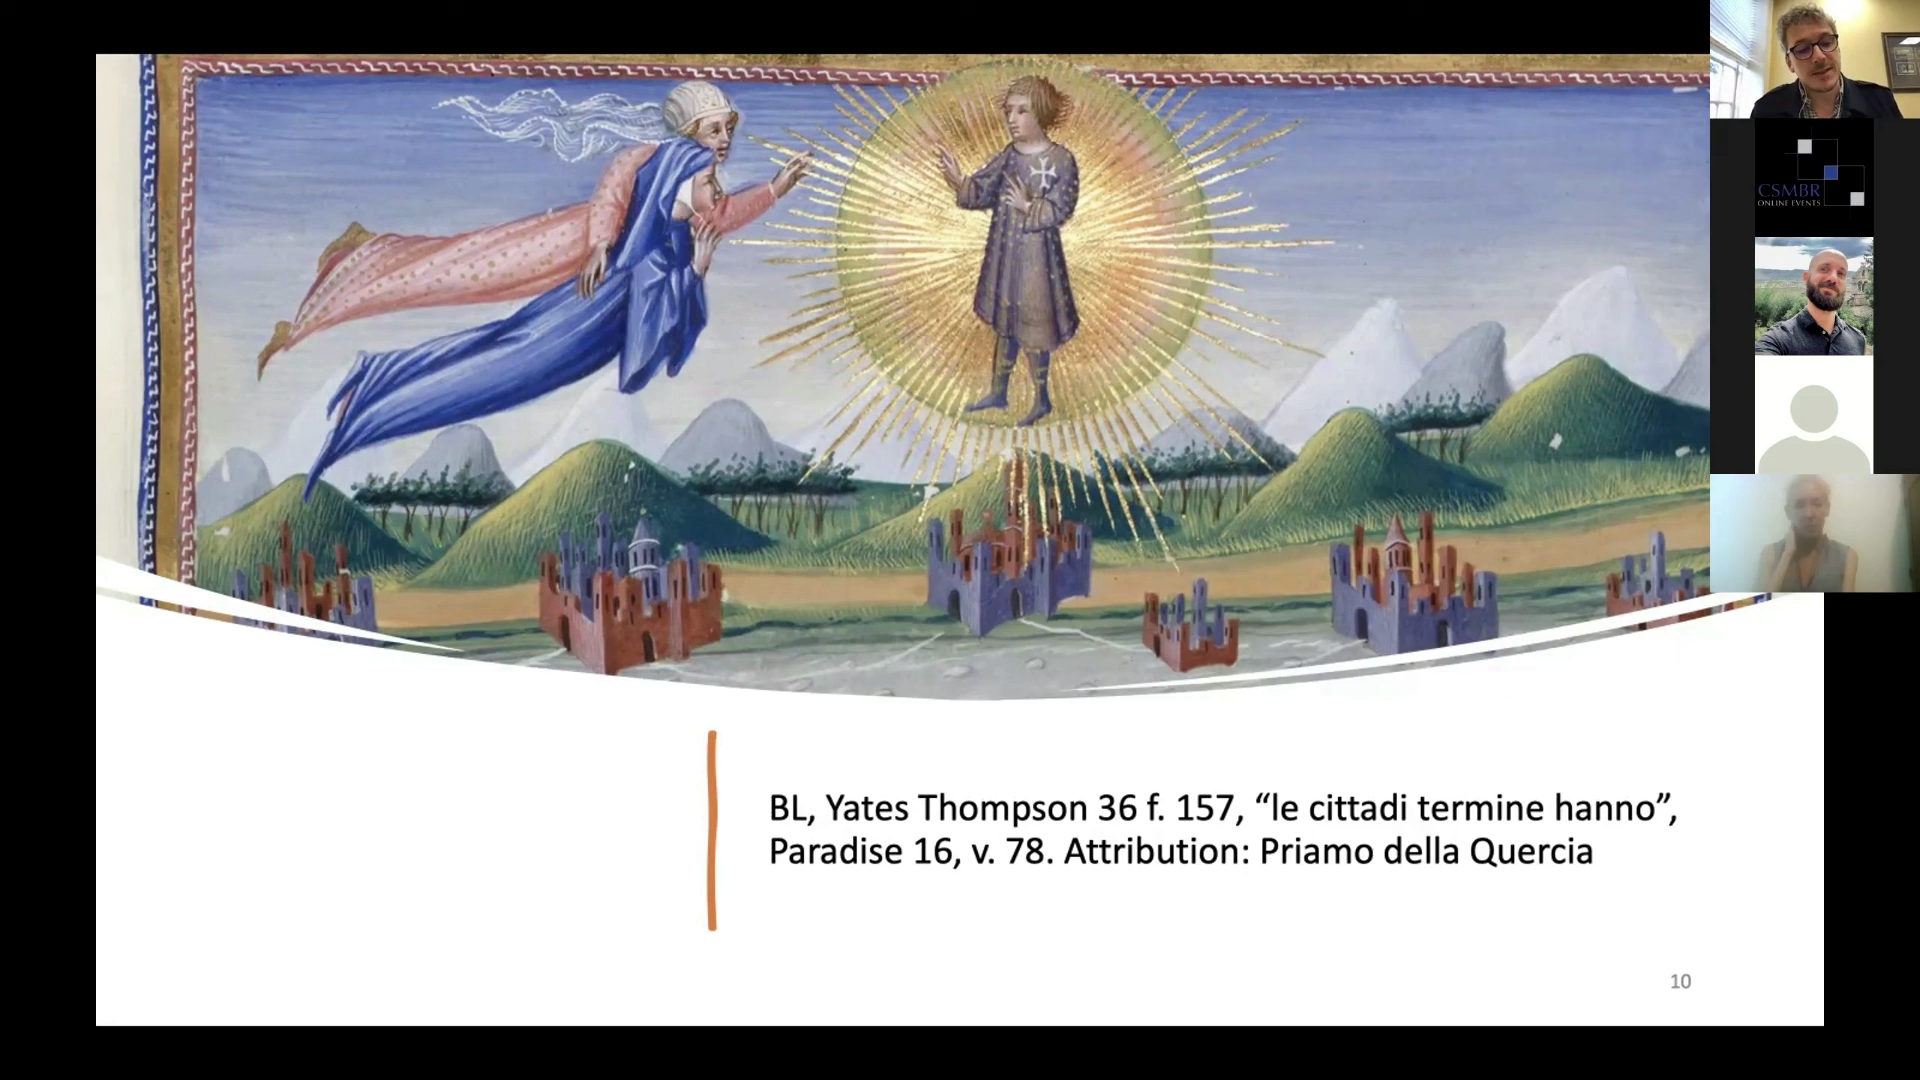 CSMBR
ONLINE EVENTS
BL, Yates Thompson 36 f. 157, “le cittadi termine hanno”,
Paradise 16, v. 78. Attribution: Priamo della Quercia
10